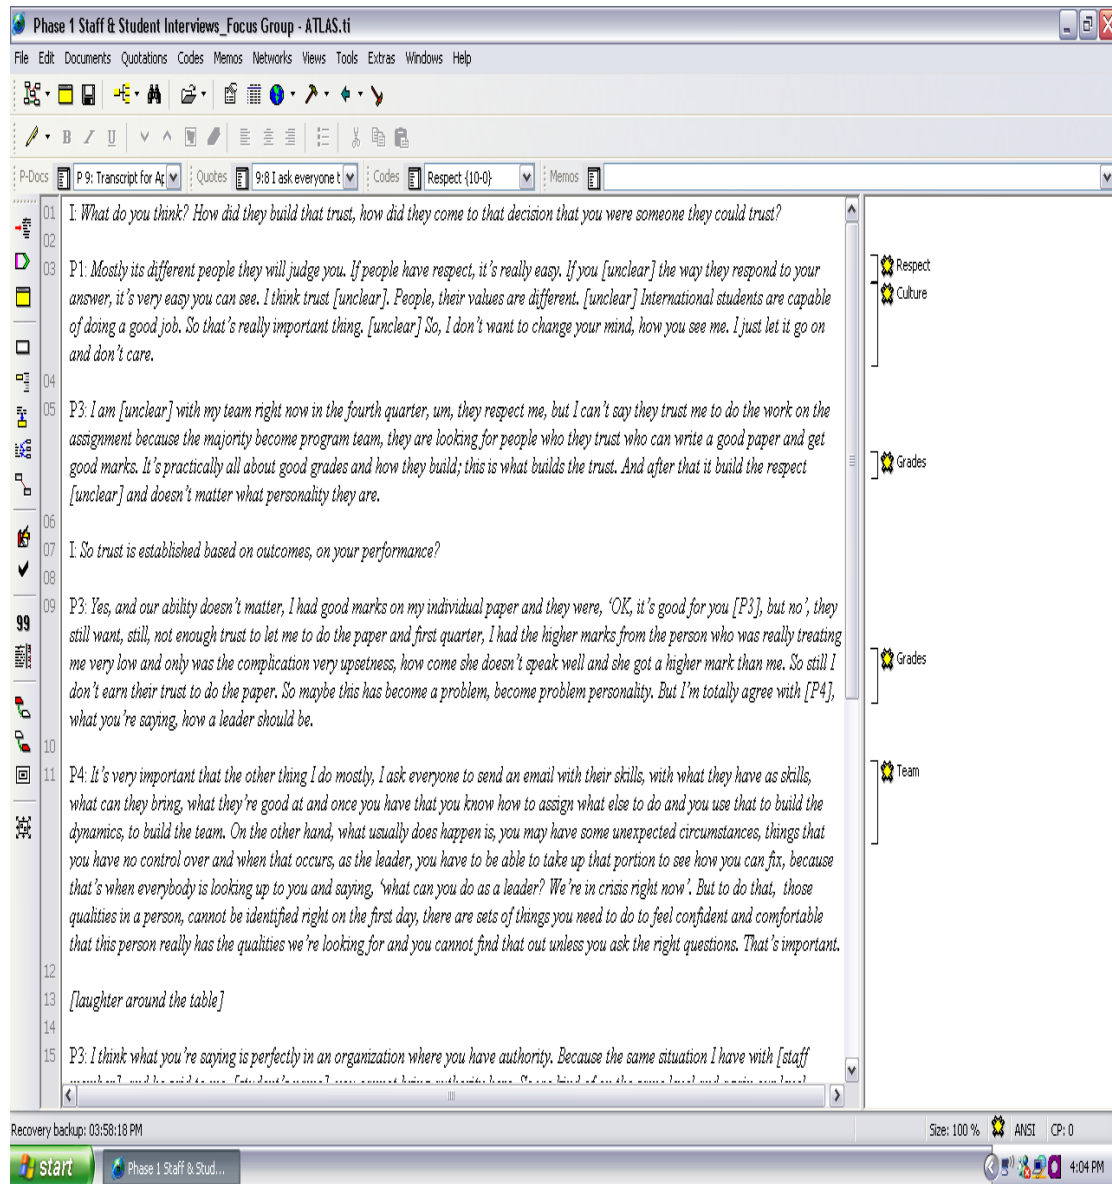 Phase 1 Staff & Student Interviews_Focus Group - ATLAS.ti
File Edit Documents Quotations Codes Memos Networks Views Tools Extras Windows Help
B I U
P-Docs P 9: Transcript for Ap Quotes 9:8 I ask everyone t Codes Respect {10-0} Memos
01 I: What do you think? How did they build that trust, how did they come to that decision that you were someone they could trust?
02
03 P1: Mostly its different people they will judge you. If people have respect, it's really easy. If you [unclear] the way they respond to your
answer, it's very easy you can see. I think trust [unclear]. People, their values are different. [unclear] International students are capable
of doing a good job. So that's really important thing. [unclear] So, I don't want to change your mind, how you see me. I just let it go on
and don't care.
Respect
Culture
04
05 P3: I am [unclear] with my team right now in the fourth quarter, um, they respect me, but I can't say they trust me to do the work on the
assignment because the majority become program team, they are looking for people who they trust who can write a good paper and get
good marks. It's practically all about good grades and how they build; this is what builds the trust. And after that it build the respect
[unclear] and doesn't matter what personality they are.
Grades
06
07 I: So trust is established based on outcomes, on your performance?
08
09 P3: Yes, and our ability doesn't matter, I had good marks on my individual paper and they were, 'OK, it's good for you [P3], but no', they
still want, still, not enough trust to let me to do the paper and first quarter, I had the higher marks from the person who was really treating
me very low and only was the complication very upsetness, how come she doesn't speak well and she got a higher mark than me. So still I
don't earn their trust to do the paper. So maybe this has become a problem, become problem personality. But I'm totally agree with [P4],
what you're saying, how a leader should be.
Grades
10
11 P4: It's very important that the other thing I do mostly, I ask everyone to send an email with their skills, with what they have as skills,
what can they bring, what they're good at and once you have that you know how to assign what else to do and you use that to build the
dynamics, to build the team. On the other hand, what usually does happen is, you may have some unexpected circumstances, things that
you have no control over and when that occurs, as the leader, you have to be able to take up that portion to see how you can fix, because
that's when everybody is looking up to you and saying, 'what can you do as a leader? We're in crisis right now'. But to do that, those
qualities in a person, cannot be identified right on the first day, there are sets of things you need to do to feel confident and comfortable
that this person really has the qualities we're looking for and you cannot find that out unless you ask the right questions. That's important.
Team
12
13 [laughter around the table]
14
15 P3: I think what you're saying is perfectly in an organization where you have authority. Because the same situation I have with [staff
99
Recovery backup: 03:58:18 PM Size: 100 % ANSI CP: 0
start Phase 1 Staff & Stud... 4:04 PM